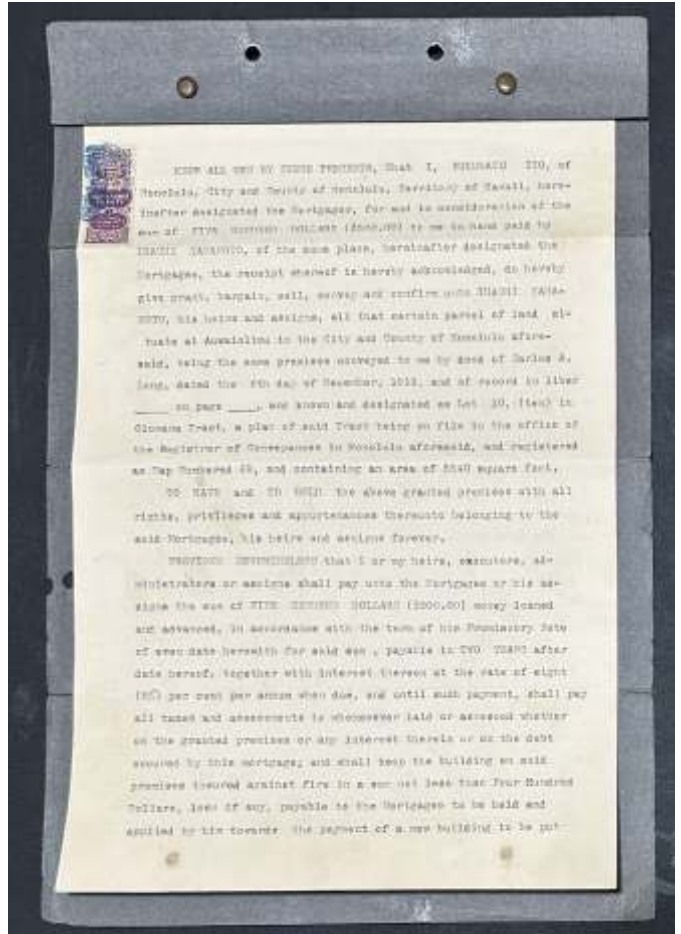 KNOW ALL MEN BY THESE PRESENTS, That I, ITO, of
Honolulu, City and County of Honolulu, Territory of Hawaii, here-
inafter designated the Mortgagor, for and in consideration of the
sum of FIVE HUNDRED DOLLARS ($500.00) to me in hand paid by
of the same place, hereinafter designated the
Mortgagee, the receipt whereof is hereby acknowledged, do hereby
give grant, bargain, sell, convey and confirm unto
his heirs and assigns, all that certain parcel of land si-
tuate at Auwaiolimu in the City and County of Honolulu afore-
said, being the same premises conveyed to me by deed of Carlos A.
Long, dated the day of December, and of record in liber
____ on page ____, and known and designated as Lot 10, (ten) in
Tract, a plat of said Tract being on file in the office of
the Registrar of Conveyances in Honolulu aforesaid, and registered
as Map Numbered and containing an area of square feet.
TO HAVE and TO HOLD the above granted premises with all
rights, privileges and appurtenances thereunto belonging to the
said Mortgagee, his heirs and assigns forever.
PROVIDED NEVERTHELESS that I or my heirs, executors, ad-
ministrators or assigns shall pay unto the Mortgagee or his as-
signs the sum of FIVE HUNDRED DOLLARS ($500.00) money loaned
and advanced, in accordance with the term of his Promissory Note
of even date herewith for said sum , payable in TWO YEARS after
date hereof, together with interest thereon at the rate of eight
(8%) per cent per annum when due, and until such payment, shall pay
all taxes and assessments to whomsoever laid or assessed whether
on the granted premises or any interest therein or on the debt
secured by this mortgage; and shall keep the building on said
premises insured against fire in a sum not less than Four Hundred
Dollars, loss if any, payable to the Mortgagee to be held and
applied by him towards the payment of a new building to be put